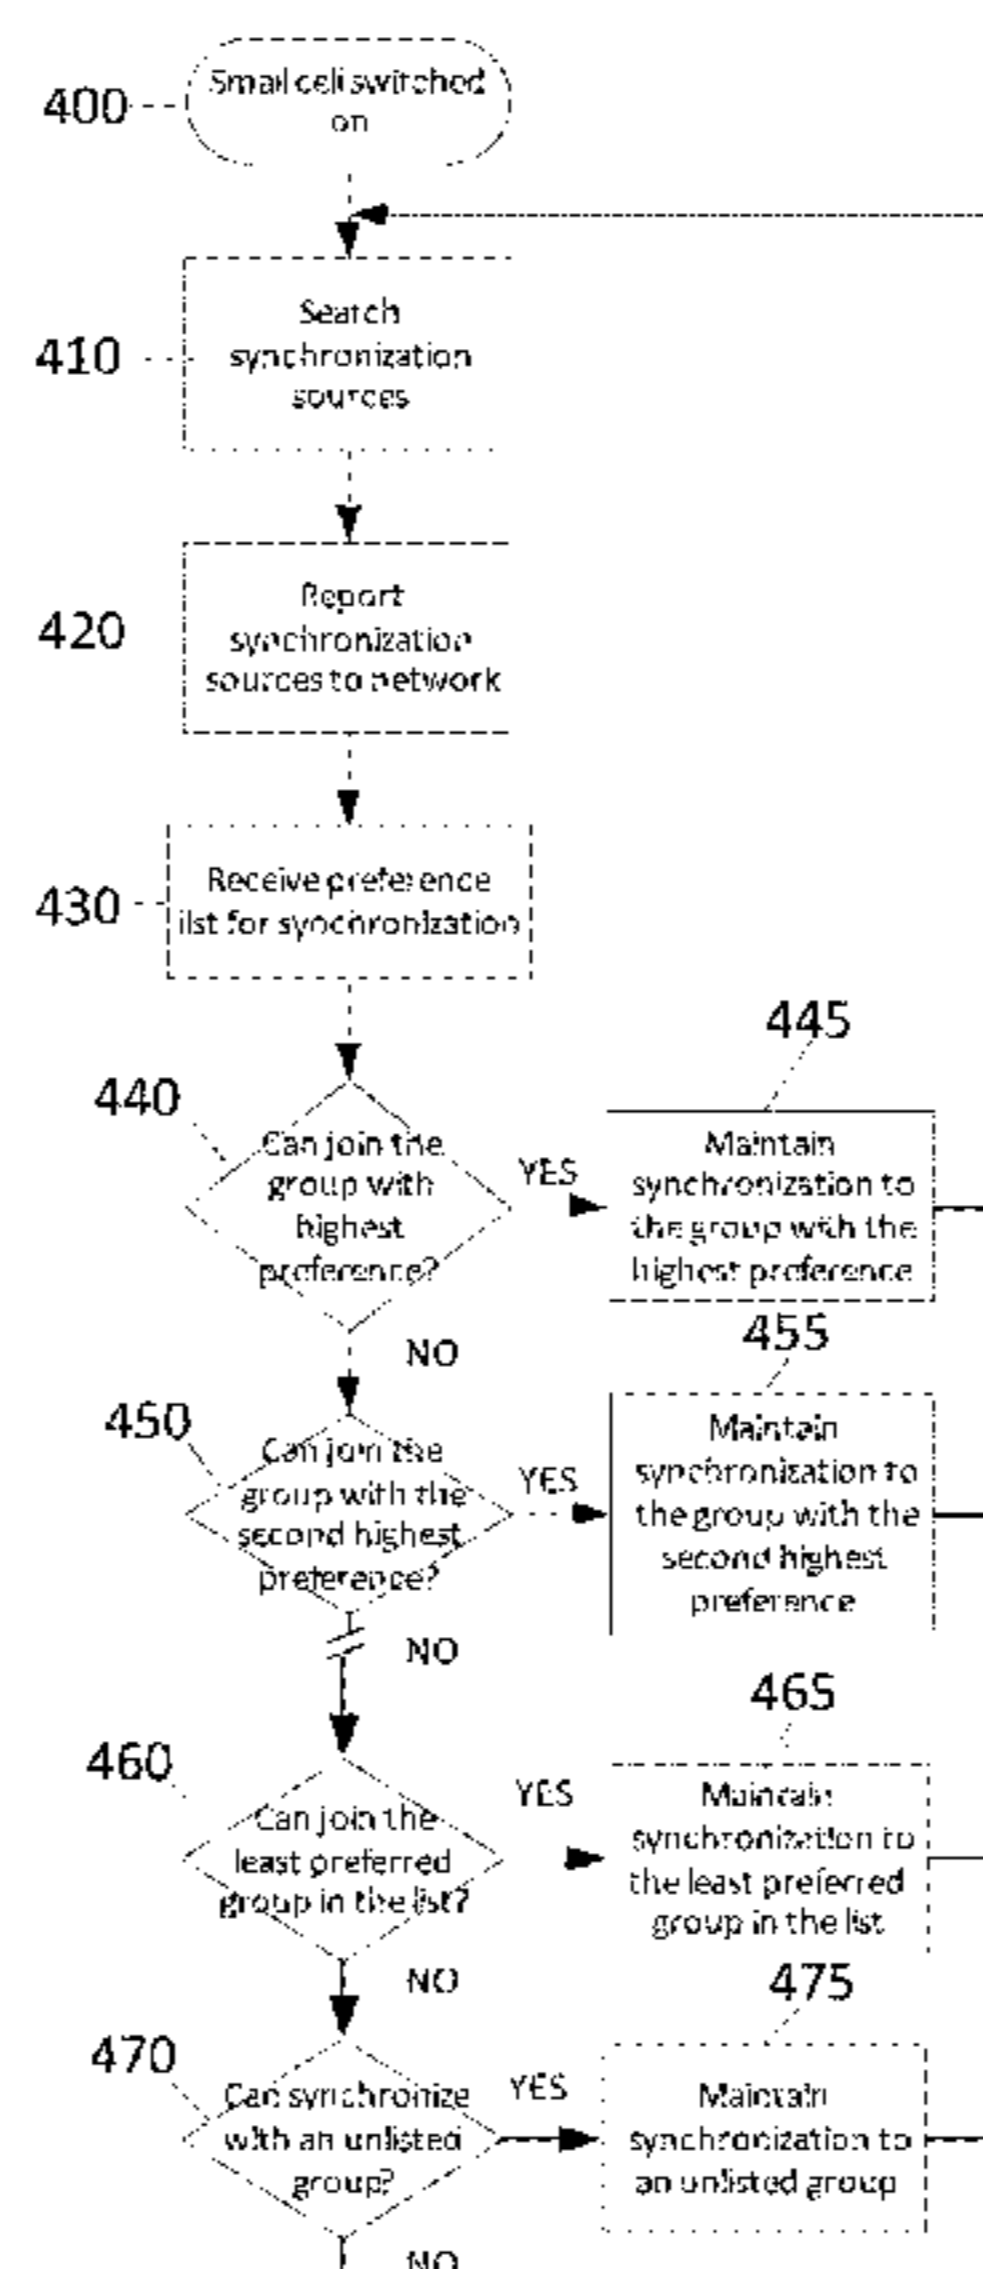 400
Small cell switched
on
410
Search
synchronization
sources
420
Report
synchronization
sources to network
430
Receive preference
list for synchronization
440
Can join the
group with
highest
preference?
YES
445
Maintain
synchronization to
the group with the
highest preference
NO
450
Can join the
group with the
second highest
preference?
YES
455
Maintain
synchronization to
the group with the
second highest
preference
NO
460
Can join the
least preferred
group in the list?
YES
465
Maintain
synchronization to
the least preferred
group in the list
NO
470
Can synchronize
with an unlisted
group?
YES
475
Maintain
synchronization to
an unlisted group
NO